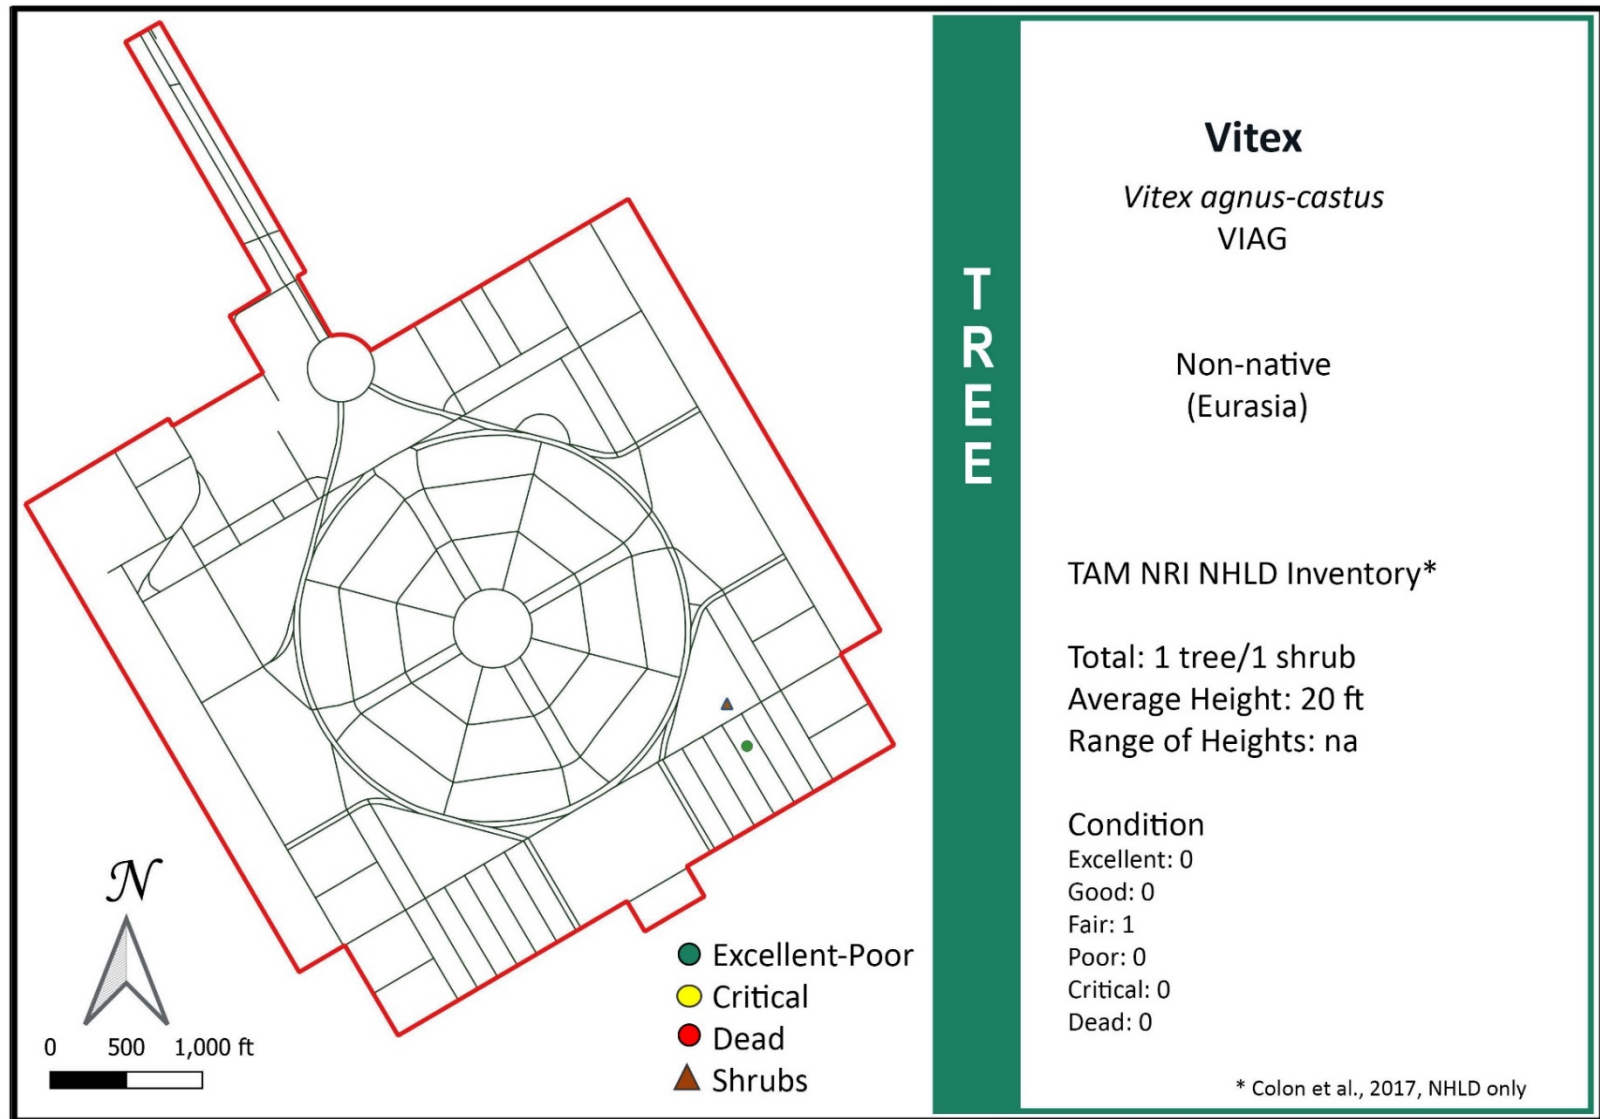 N
0 500 1,000 ft
Excellent-Poor
Critical
Dead
Shrubs
TREE
Vitex
Vitex agnus-castus
VIAG
Non-native
(Eurasia)
TAM NRI NHLD Inventory*
Total: 1 tree/1 shrub
Average Height: 20 ft
Range of Heights: na
Condition
Excellent: 0
Good: 0
Fair: 1
Poor: 0
Critical: 0
Dead: 0
* Colon et al., 2017, NHLD only